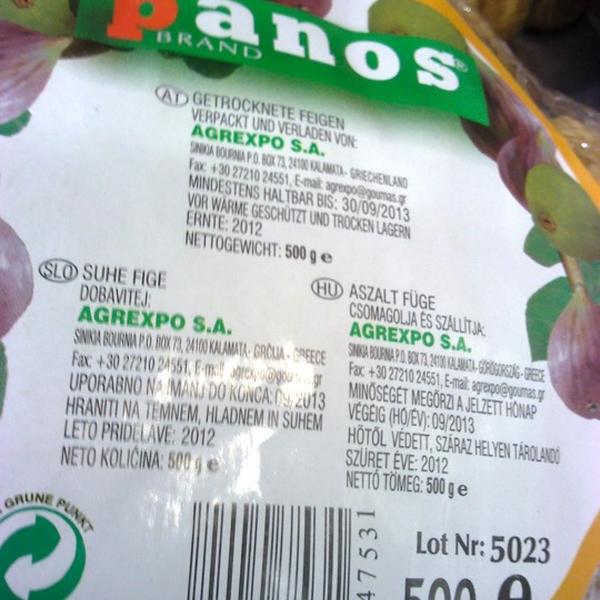 panos®
BRAND
AT GETROCKNETE FEIGEN
VERPACKT UND VERLADEN VON:
AGREXPO S.A.
SINIKIA BOURNIA P.O. BOX 73, 24100 KALAMATA - GRIECHENLAND
Fax: +30 27210 24551, E-mail: agrexpo@goumas.gr
MINDESTENS HALTBAR BIS: 30/09/2013
VOR WÄRME GESCHÜTZT UND TROCKEN LAGERN
ERNTE: 2012
NETTOGEWICHT: 500 g e
SLO SUHE FIGE
DOBAVITEJ:
AGREXPO S.A.
SINIKIA BOURNIA P.O. BOX 73, 24100 KALAMATA - GRČIJA - GREECE
Fax: +30 27210 24551, E-mail: agrexpo@goumas.gr
UPORABNO NAJMANJ DO KONCA: 09/2013
HRANITI NA TEMNEM, HLADNEM IN SUHEM
LETO PRIDELAVE: 2012
NETO KOLIČINA: 500 g e
HU ASZALT FÜGE
CSOMAGOLJA ÉS SZÁLLÍTJA:
AGREXPO S.A.
SINIKIA BOURNIA P.O. BOX 73, 24100 KALAMATA - GÖRÖGORSZÁG - GREECE
Fax: +30 27210 24551, E-mail: agrexpo@goumas.gr
MINŐSÉGÉT MEGŐRZI A JELZETT HÓNAP
VÉGÉIG (HÓ/ÉV): 09/2013
HŐTŐL VÉDETT, SZÁRAZ HELYEN TÁROLANDÓ
SZÜRET ÉVE: 2012
NETTÓ TÖMEG: 500 g e
GRÜNE PUNKT
47531
Lot Nr: 5023
500 e